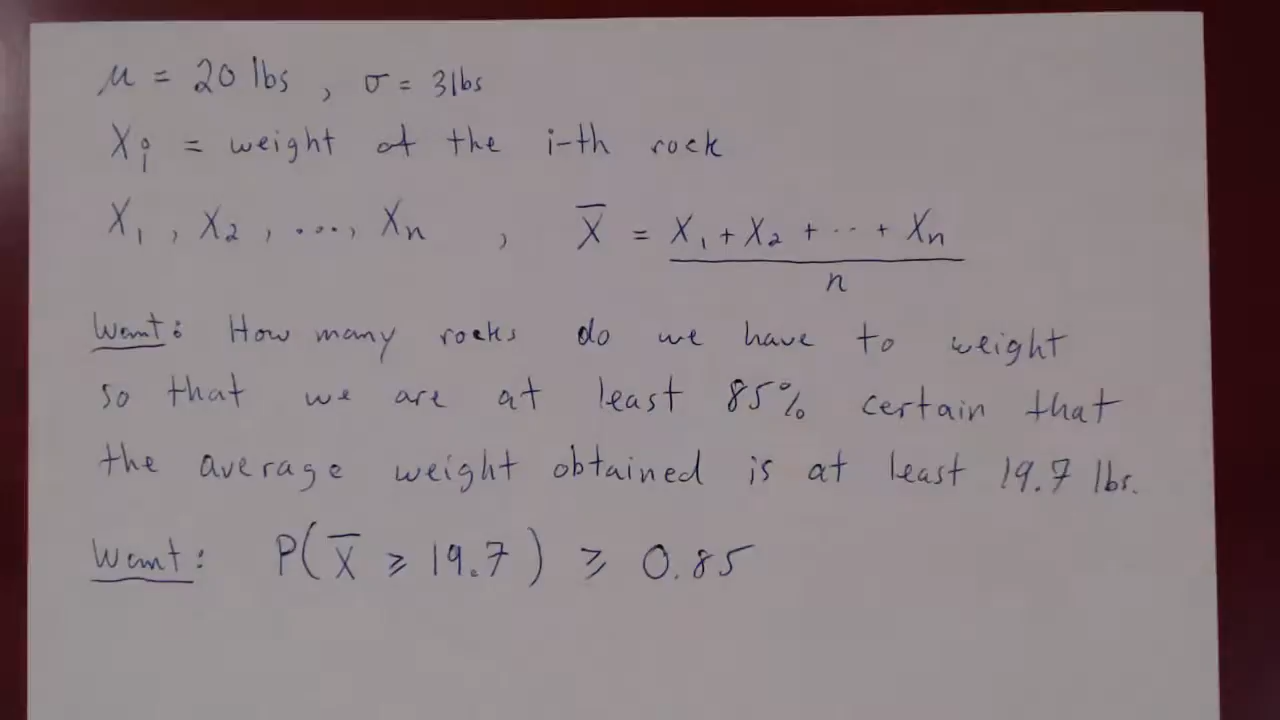 μ = 20 lbs , σ = 3lbs
Xi = weight of the i-th rock
X1 , X2 , ..., Xn , X̄ = X1 + X2 + ... + Xn
n
Want: How many rocks do we have to weight
so that we are at least 85% certain that
the average weight obtained is at least 19.7 lbs.
Want: P(X̄ ≥ 19.7) ≥ 0.85